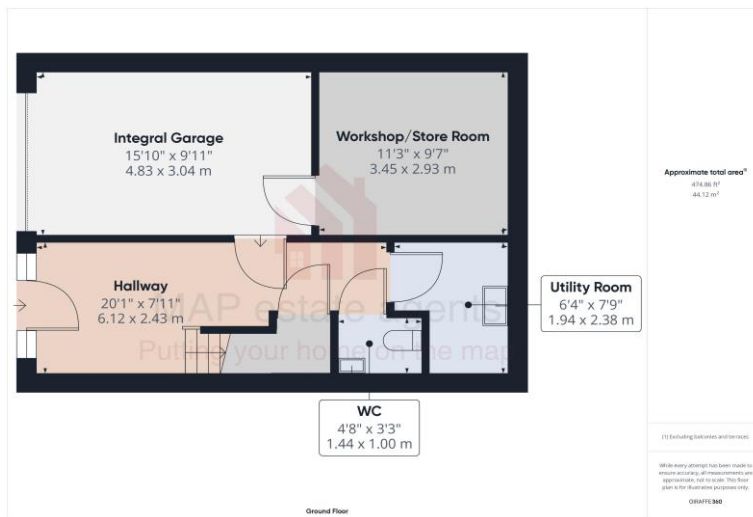 Integral Garage
15'10" x 9'11"
4.83 x 3.04 m
Workshop/Store Room
11'3" x 9'7"
3.45 x 2.93 m
Hallway
20'1" x 7'11"
6.12 x 2.43 m
Utility Room
6'4" x 7'9"
1.94 x 2.38 m
MAP estate agents
Putting your home on the map
WC
4'8" x 3'3"
1.44 x 1.00 m
Ground Floor
Approximate total area⁽¹⁾
474.86 ft²
44.12 m²
(1) Excluding balconies and terraces
While every attempt has been made to
ensure accuracy, all measurements are
approximate, not to scale. This floor
plan is for illustrative purposes only.
GIRAFFE360